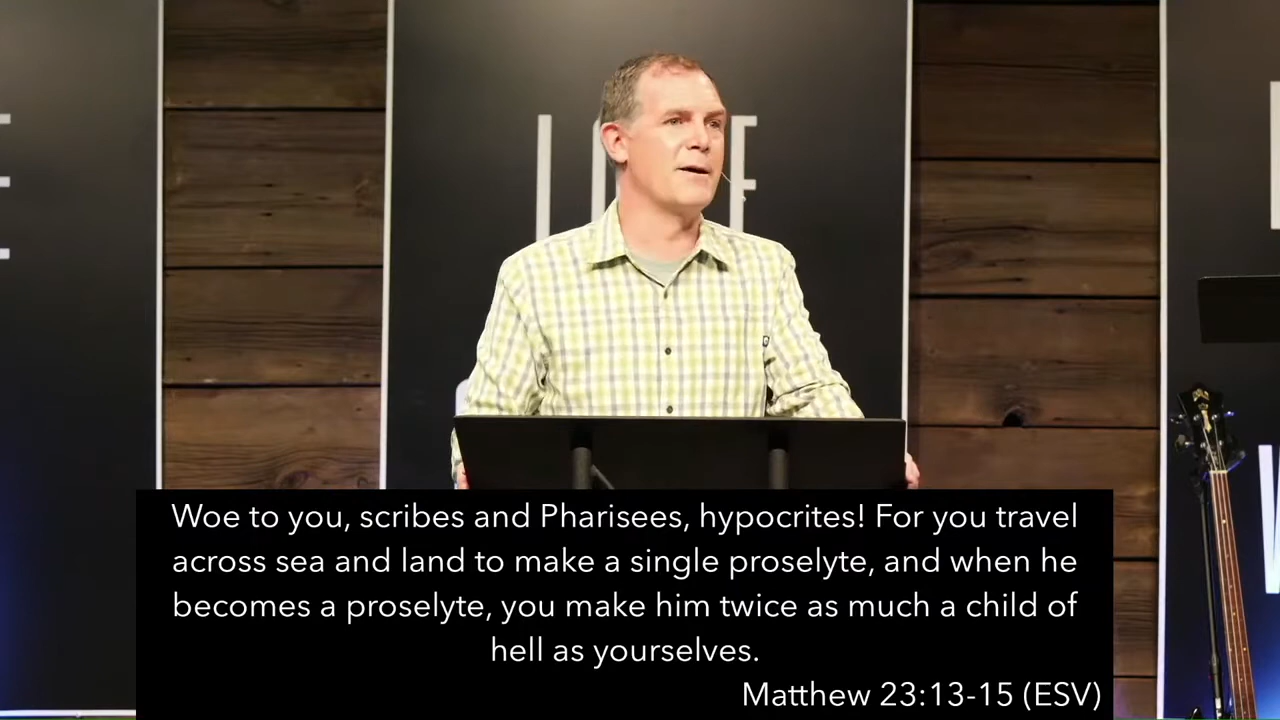 Woe to you, scribes and Pharisees, hypocrites! For you travel
across sea and land to make a single proselyte, and when he
becomes a proselyte, you make him twice as much a child of
hell as yourselves.
Matthew 23:13-15 (ESV)